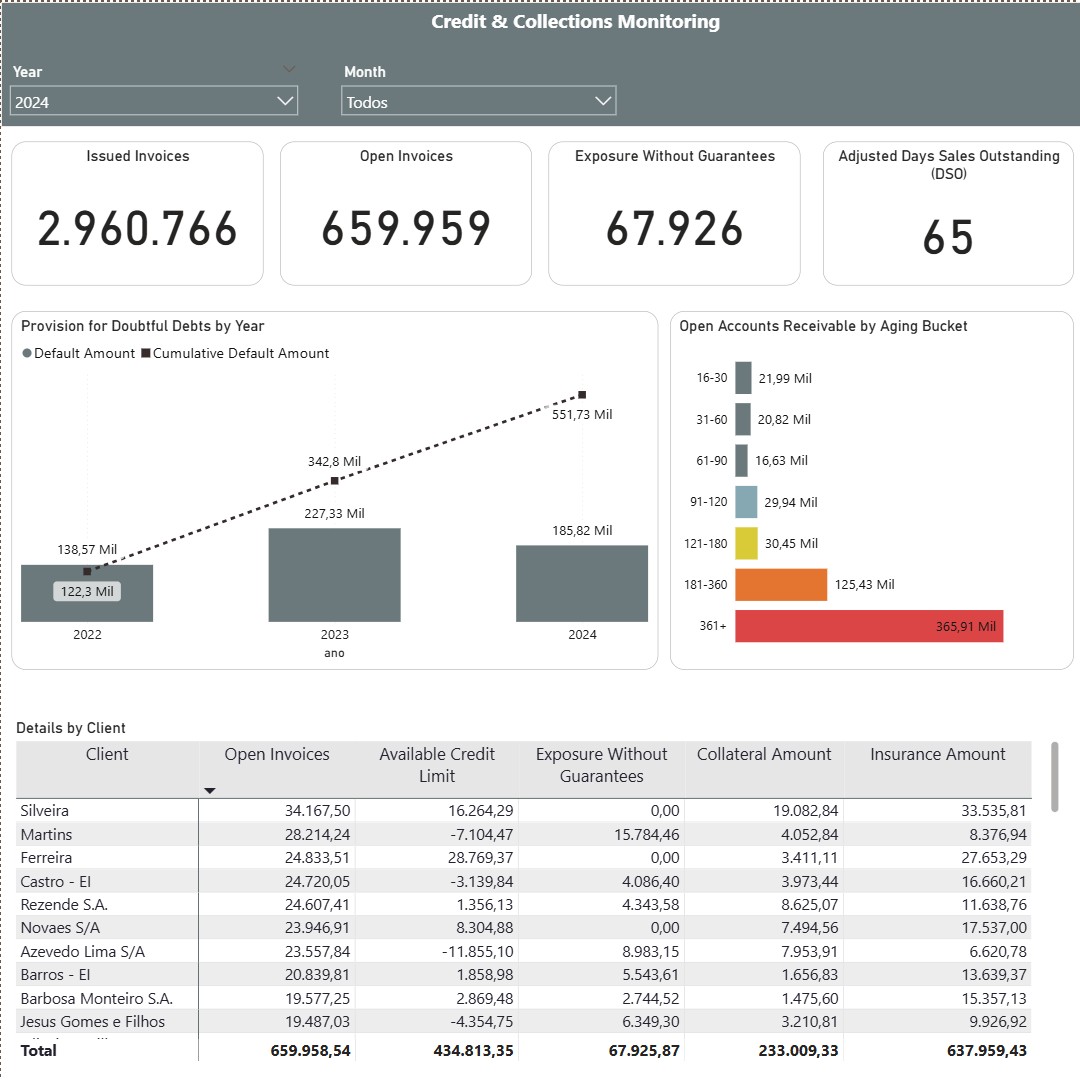 Credit & Collections Monitoring
Year
2024
Month
Todos
Issued Invoices
2.960.766
Open Invoices
659.959
Exposure Without Guarantees
67.926
Adjusted Days Sales Outstanding
(DSO)
65
Provision for Doubtful Debts by Year
Default Amount Cumulative Default Amount
551,73 Mil
342,8 Mil
227,33 Mil
185,82 Mil
138,57 Mil
122,3 Mil
2022 2023 2024
ano
Open Accounts Receivable by Aging Bucket
16-30 21,99 Mil
31-60 20,82 Mil
61-90 16,63 Mil
91-120 29,94 Mil
121-180 30,45 Mil
181-360 125,43 Mil
361+ 365,91 Mil
Details by Client
Client Open Invoices Available Credit Limit Exposure Without Guarantees Collateral Amount Insurance Amount
Silveira 34.167,50 16.264,29 0,00 19.082,84 33.535,81
Martins 28.214,24 -7.104,47 15.784,46 4.052,84 8.376,94
Ferreira 24.833,51 28.769,37 0,00 3.411,11 27.653,29
Castro - EI 24.720,05 -3.139,84 4.086,40 3.973,44 16.660,21
Rezende S.A. 24.607,41 1.356,13 4.343,58 8.625,07 11.638,76
Novaes S/A 23.946,91 8.304,88 0,00 7.494,56 17.537,00
Azevedo Lima S/A 23.557,84 -11.855,10 8.983,15 7.953,91 6.620,78
Barros - EI 20.839,81 1.858,98 5.543,61 1.656,83 13.639,37
Barbosa Monteiro S.A. 19.577,25 2.869,48 2.744,52 1.475,60 15.357,13
Jesus Gomes e Filhos 19.487,03 -4.354,75 6.349,30 3.210,81 9.926,92
Total 659.958,54 434.813,35 67.925,87 233.009,33 637.959,43